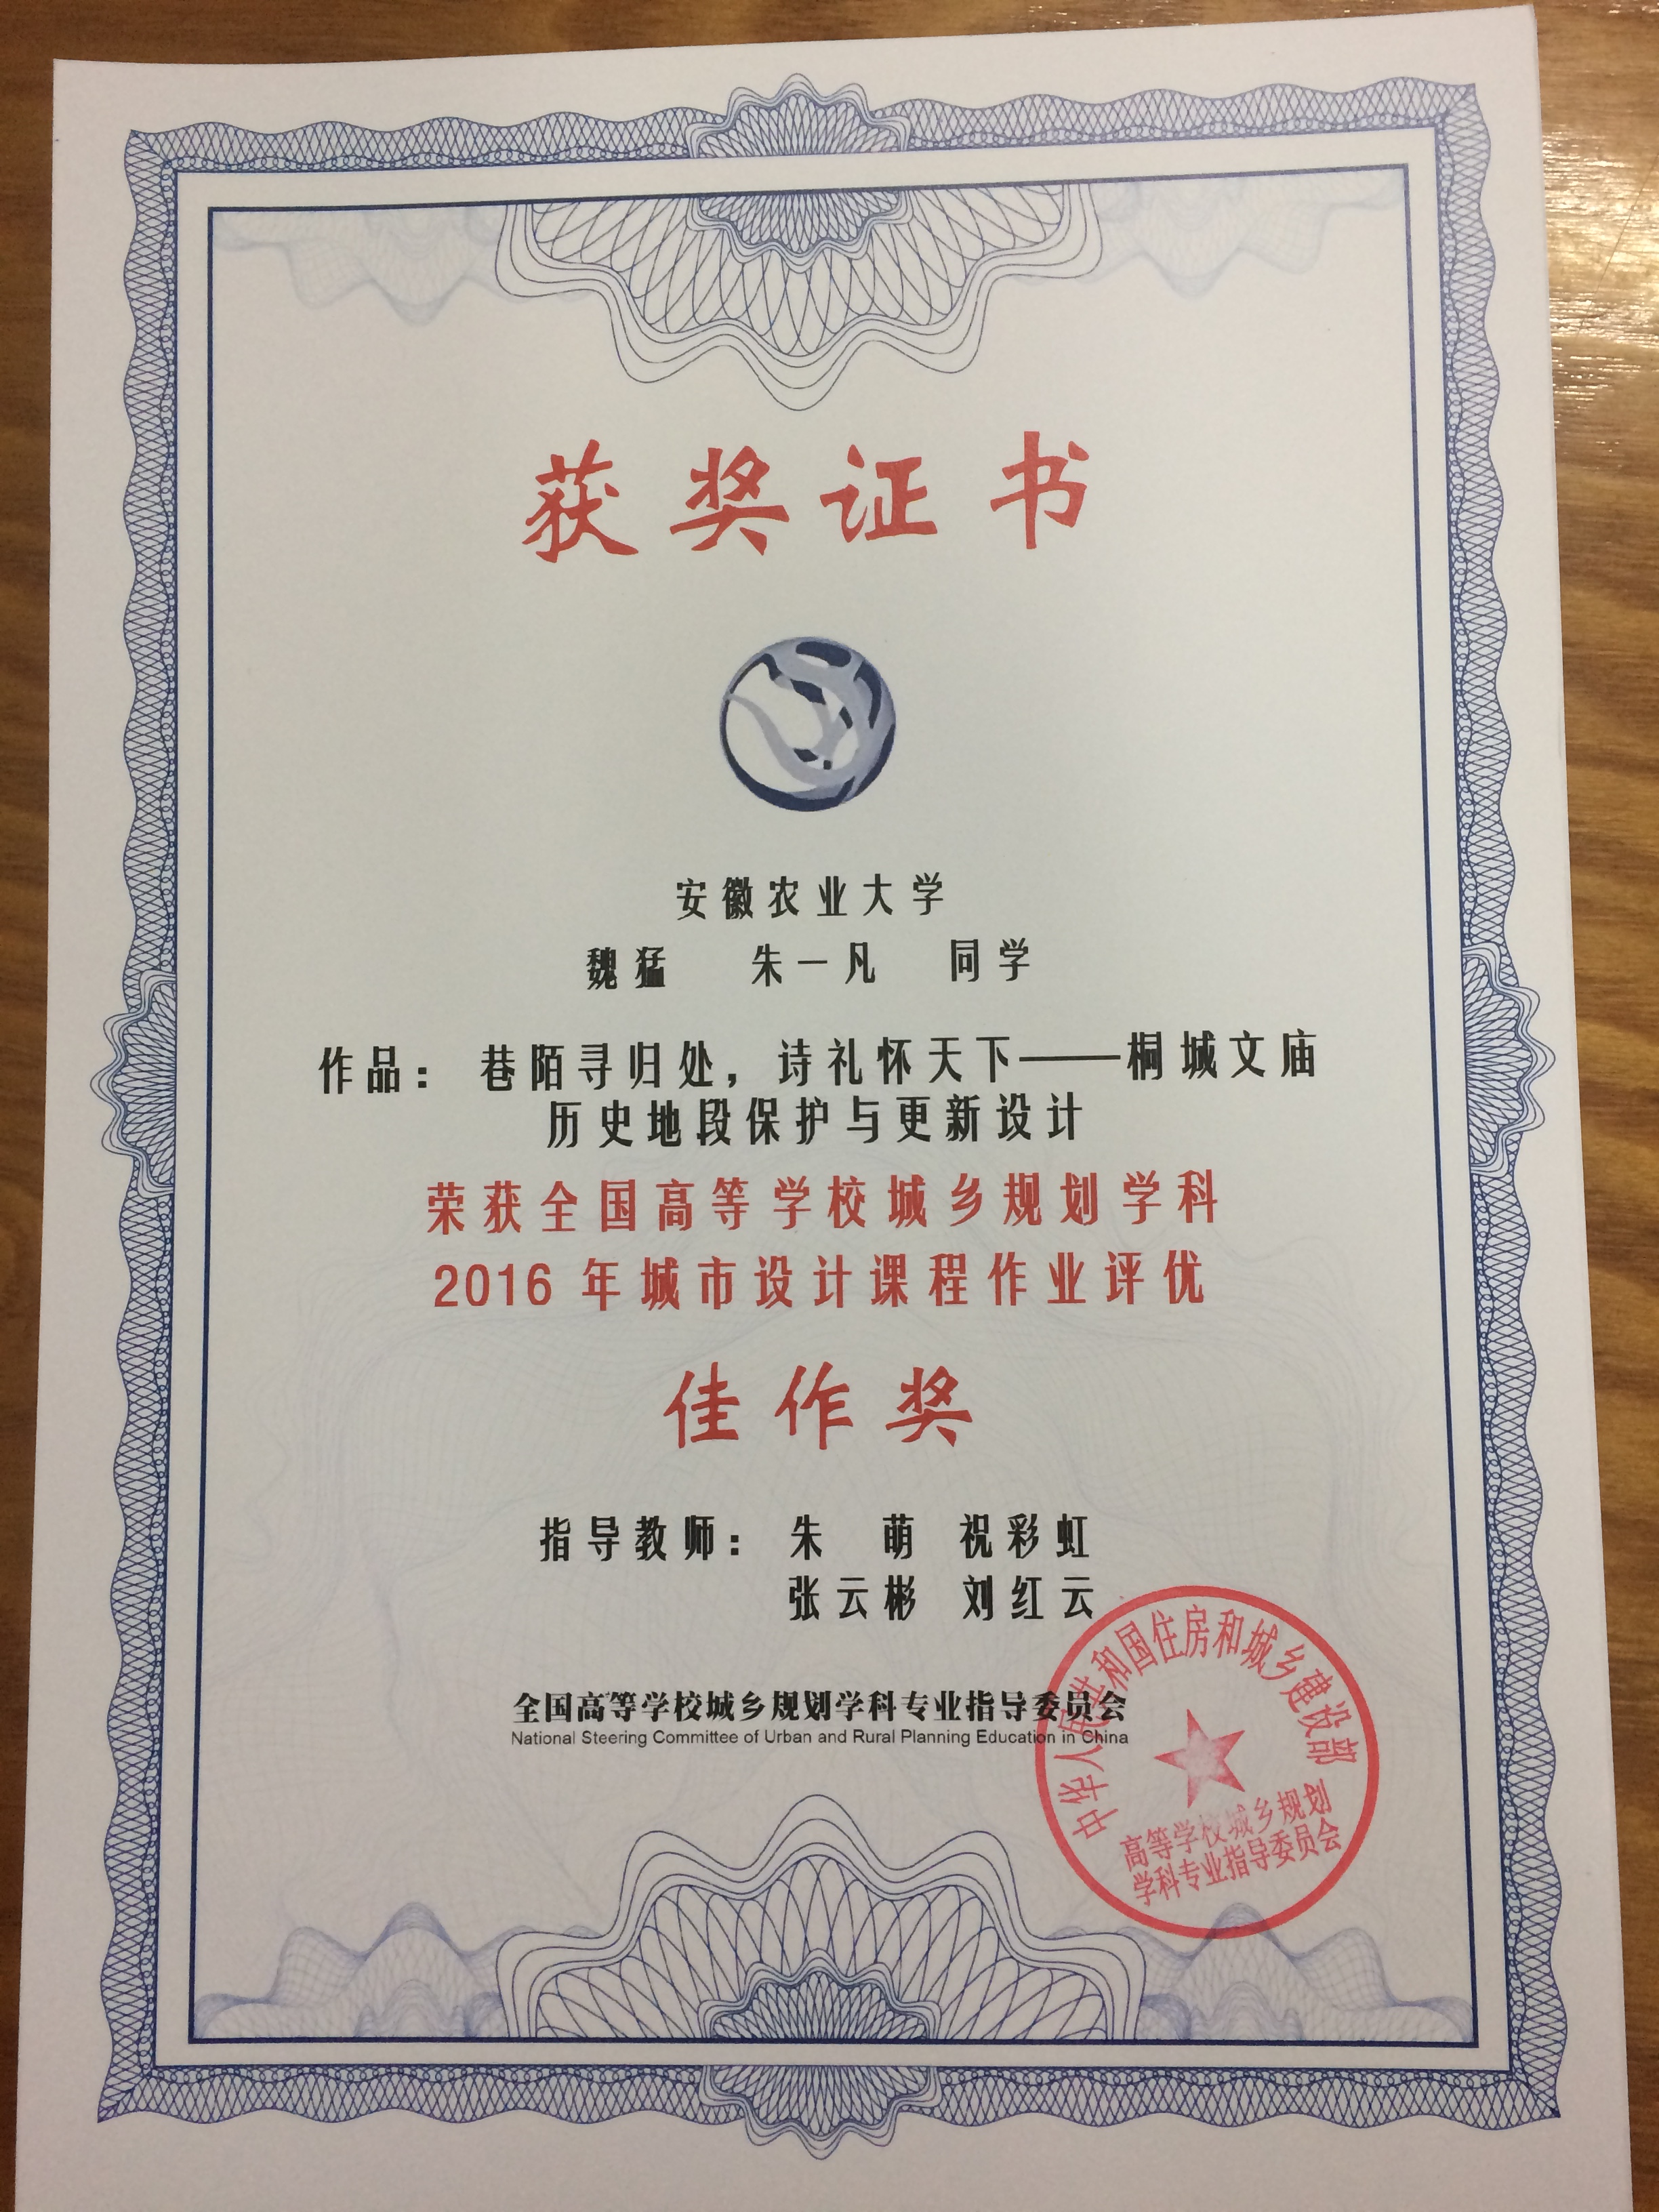 获奖证书
安徽农业大学
魏猛 朱一凡 同学
作品： 巷陌寻归处，诗礼怀天下——桐城文庙
历史地段保护与更新设计
荣获全国高等学校城乡规划学科
2016 年城市设计课程作业评优
佳作奖
指导教师： 朱 萌 祝彩虹
张云彬 刘红云
全国高等学校城乡规划学科专业指导委员会
National Steering Committee of Urban and Rural Planning Education in China
中华人民共和国住房和城乡建设部
高等学校城乡规划
学科专业指导委员会